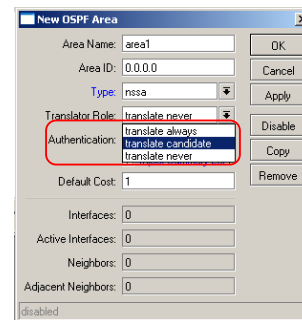 New OSPF Area
Area Name: area1
OK
Area ID: 0.0.0.0
Cancel
Type: nssa
Apply
Translator Role: translate never
translate always
Disable
Authentication: translate candidate
translate never
Copy
Default Cost: 1
Remove
Interfaces: 0
Active Interfaces: 0
Neighbors: 0
Adjacent Neighbors: 0
disabled